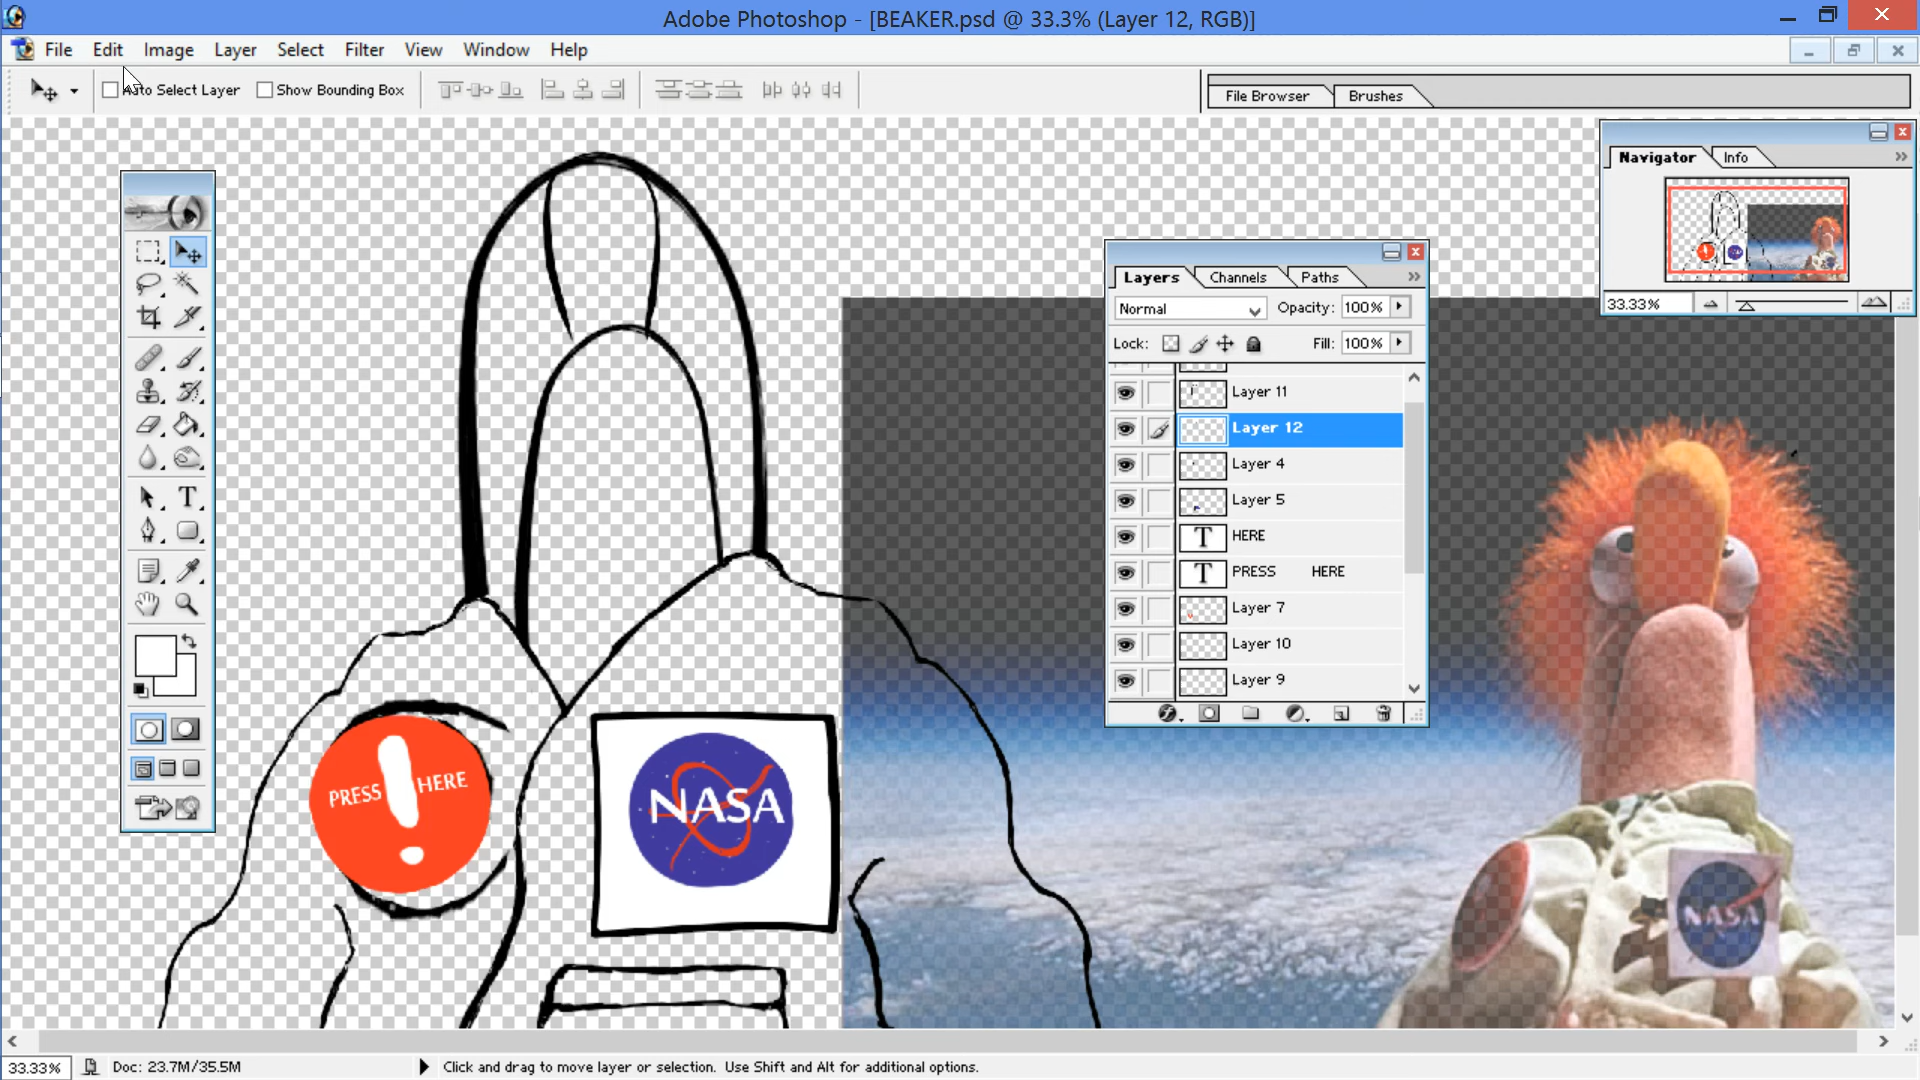 Adobe Photoshop - [BEAKER.psd @ 33.3% (Layer 12, RGB)]
File Edit Image Layer Select Filter View Window Help
Auto Select Layer Show Bounding Box
File Browser Brushes
Navigator Info
33.33%
Layers Channels Paths
Normal Opacity: 100%
Lock: Fill: 100%
Layer 11
Layer 12
Layer 4
Layer 5
T HERE
T PRESS HERE
Layer 7
Layer 10
Layer 9
T
PRESS HERE
NASA
NASA
33.33% Doc: 23.7M/35.5M Click and drag to move layer or selection. Use Shift and Alt for additional options.